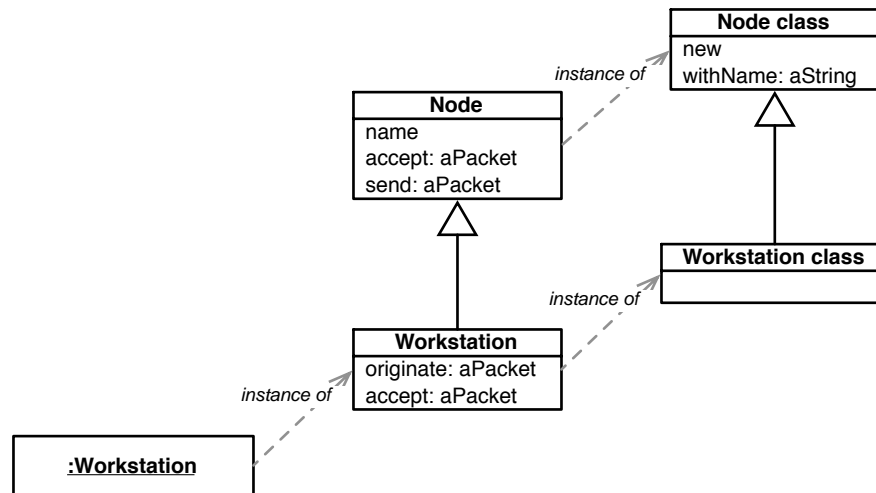 Node class
new
withName: aString
instance of
Node
name
accept: aPacket
send: aPacket
Workstation class
instance of
Workstation
originate: aPacket
accept: aPacket
instance of
:Workstation